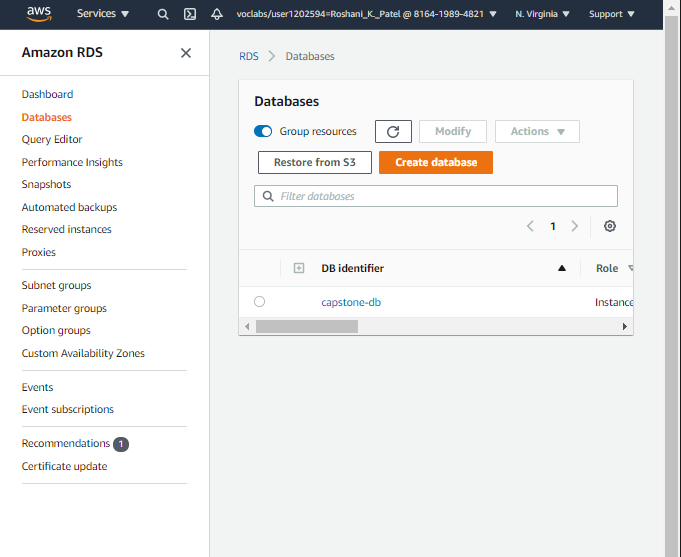 aws Services voclabs/user1202594=Roshani_K._Patel @ 8164-1989-4821 N. Virginia Support
Amazon RDS
RDS Databases
Dashboard
Databases
Query Editor
Performance Insights
Snapshots
Automated backups
Reserved instances
Proxies
Subnet groups
Parameter groups
Option groups
Custom Availability Zones
Events
Event subscriptions
Recommendations 1
Certificate update
Databases
Group resources Modify Actions
Restore from S3 Create database
Filter databases
1
DB identifier Role
capstone-db Instance